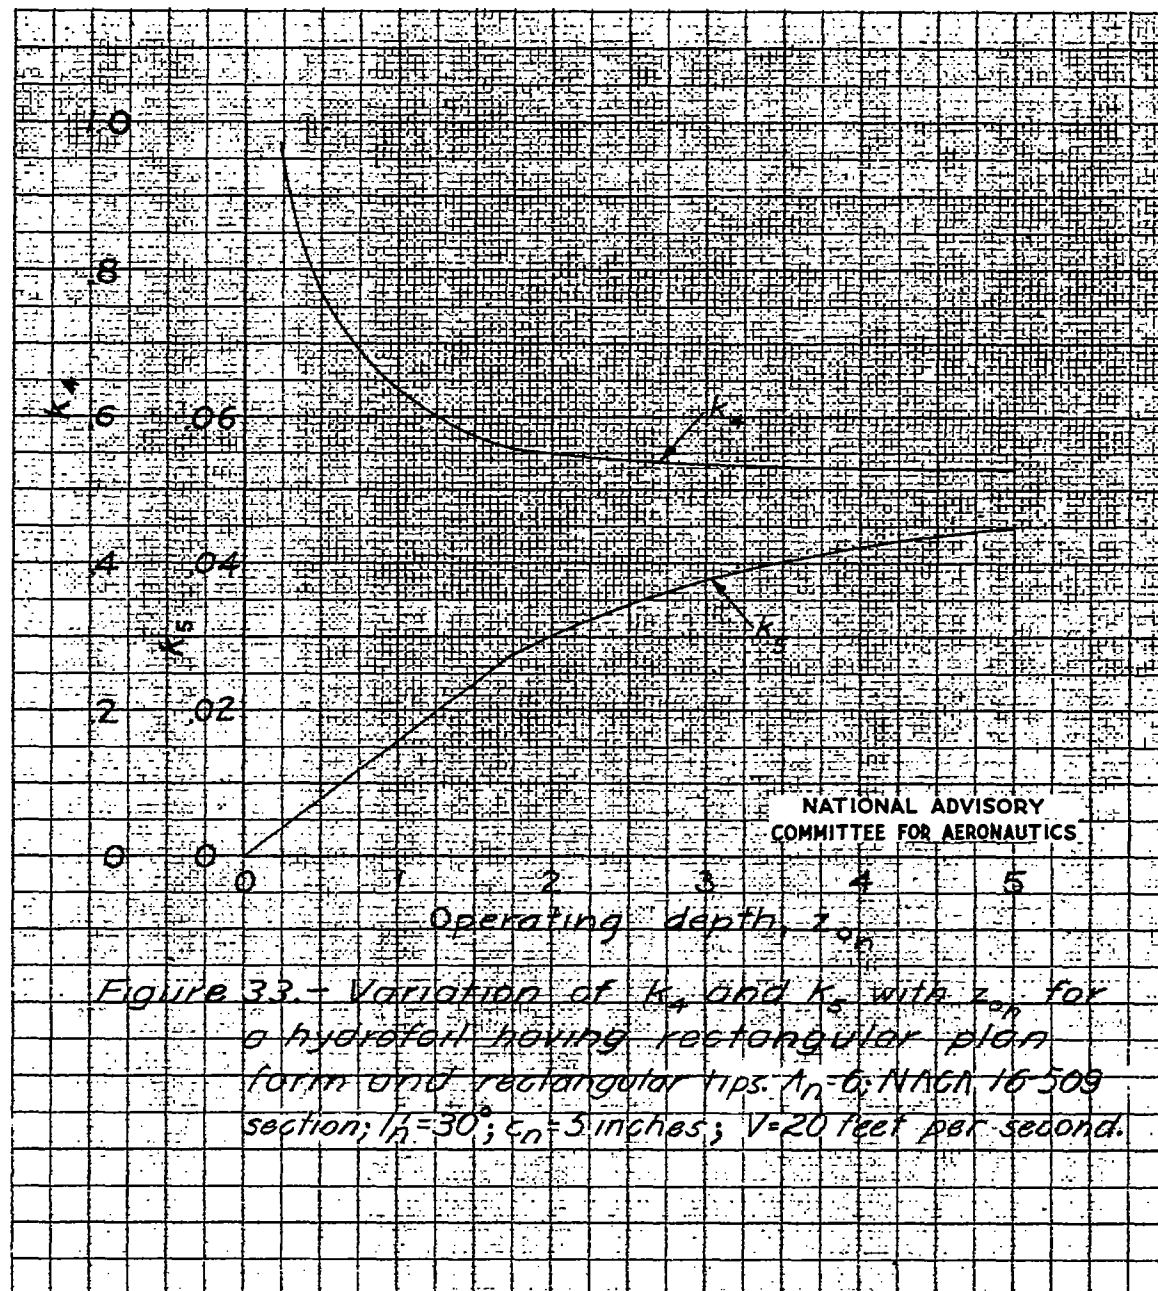 1.0
.8
K₄
.6 .06
K₄
.4 .04
K₅
K₅
.2 .02
NATIONAL ADVISORY
COMMITTEE FOR AERONAUTICS
0 0
0 1 2 3 4 5
Operating depth, z₀ₙ
Figure 33.- Variation of K₄ and K₅ with z₀ₙ for
a hydrofoil having rectangular plan
form and rectangular tips. Aₙ=6; NACA 16-509
section; Γₙ=30°; cₙ=5 inches; V=20 feet per second.